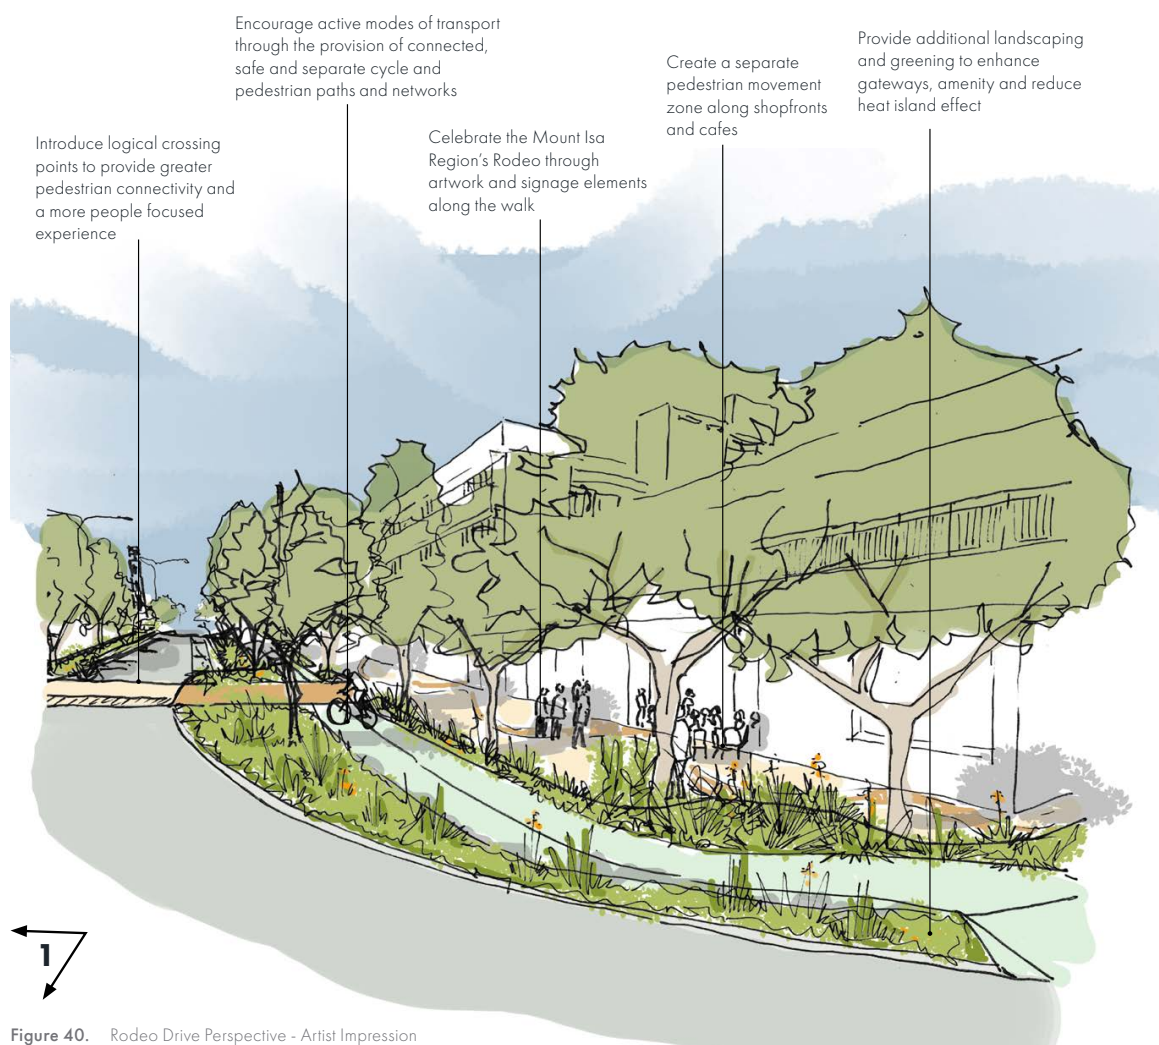 Encourage active modes of transport
through the provision of connected,
safe and separate cycle and
pedestrian paths and networks
Provide additional landscaping
and greening to enhance
gateways, amenity and reduce
heat island effect
Create a separate
pedestrian movement
zone along shopfronts
and cafes
Celebrate the Mount Isa
Region's Rodeo through
artwork and signage elements
along the walk
Introduce logical crossing
points to provide greater
pedestrian connectivity and
a more people focused
experience
1
Figure 40. Rodeo Drive Perspective - Artist Impression